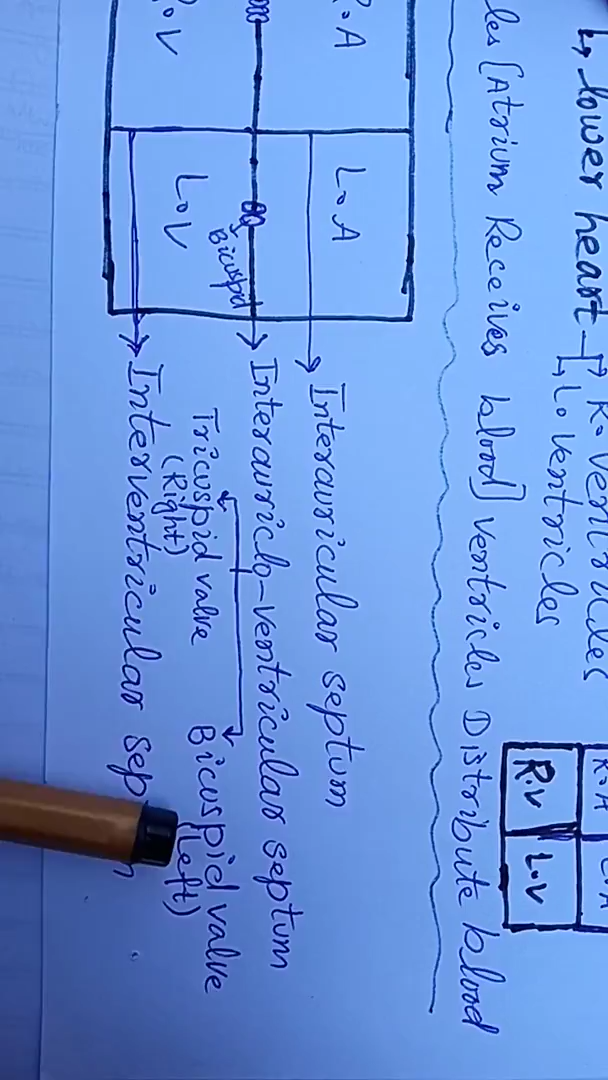 ↳ lower heart → R. Ventricles
↳ L. Ventricles
les [Atrium Receives blood] Ventricles Distribute blood
R.V L.V
R.A L.A
L.V
Bicuspid
Interauricular septum
Interauriclo-ventricular septum
Tricuspid valve Bicuspid valve
(Right) (left)
Interventricular sep